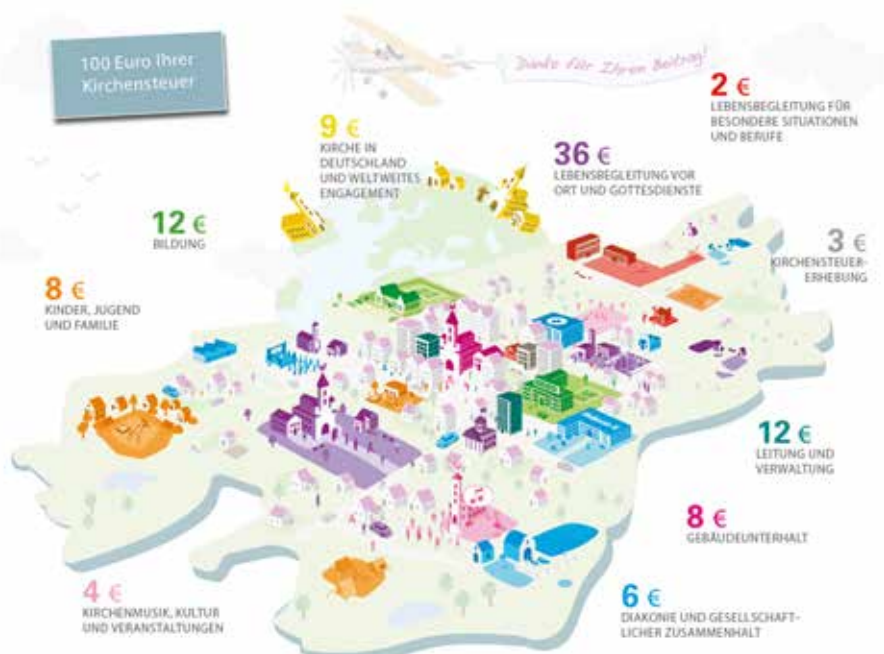 100 Euro Ihrer
Kirchensteuer
Danke für Ihren Beitrag!
2 €
LEBENSBEGLEITUNG FÜR
BESONDERE SITUATIONEN
UND BERUFE
9 €
KIRCHE IN
DEUTSCHLAND
UND WELTWEITES
ENGAGEMENT
36 €
LEBENSBEGLEITUNG VOR
ORT UND GOTTESDIENSTE
12 €
BILDUNG
3 €
KIRCHENSTEUER-
ERHEBUNG
8 €
KINDER, JUGEND
UND FAMILIE
12 €
LEITUNG UND
VERWALTUNG
8 €
GEBÄUDEUNTERHALT
4 €
KIRCHENMUSIK, KULTUR
UND VERANSTALTUNGEN
6 €
DIAKONIE UND GESELLSCHAFT-
LICHER ZUSAMMENHALT